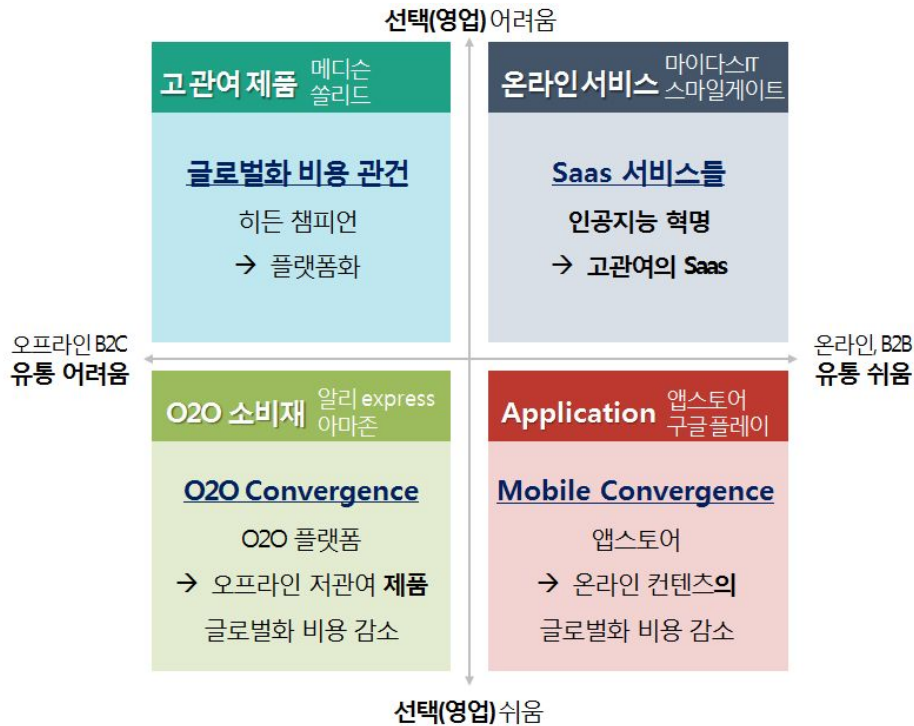 선택(영업) 어려움
고관여 제품 메디슨
쏠리드
글로벌화 비용 관건
히든 챔피언
→ 플랫폼화
온라인 서비스 마이다스IT
스마일게이트
Saas 서비스들
인공지능 혁명
→ 고관여의 Saas
오프라인 B2C
유통 어려움
온라인, B2B
유통 쉬움
O2O 소비재 알리 express
아마존
O2O Convergence
O2O 플랫폼
→ 오프라인 저관여 제품
글로벌화 비용 감소
Application 앱스토어
구글 플레이
Mobile Convergence
앱스토어
→ 온라인 컨텐츠의
글로벌화 비용 감소
선택(영업) 쉬움